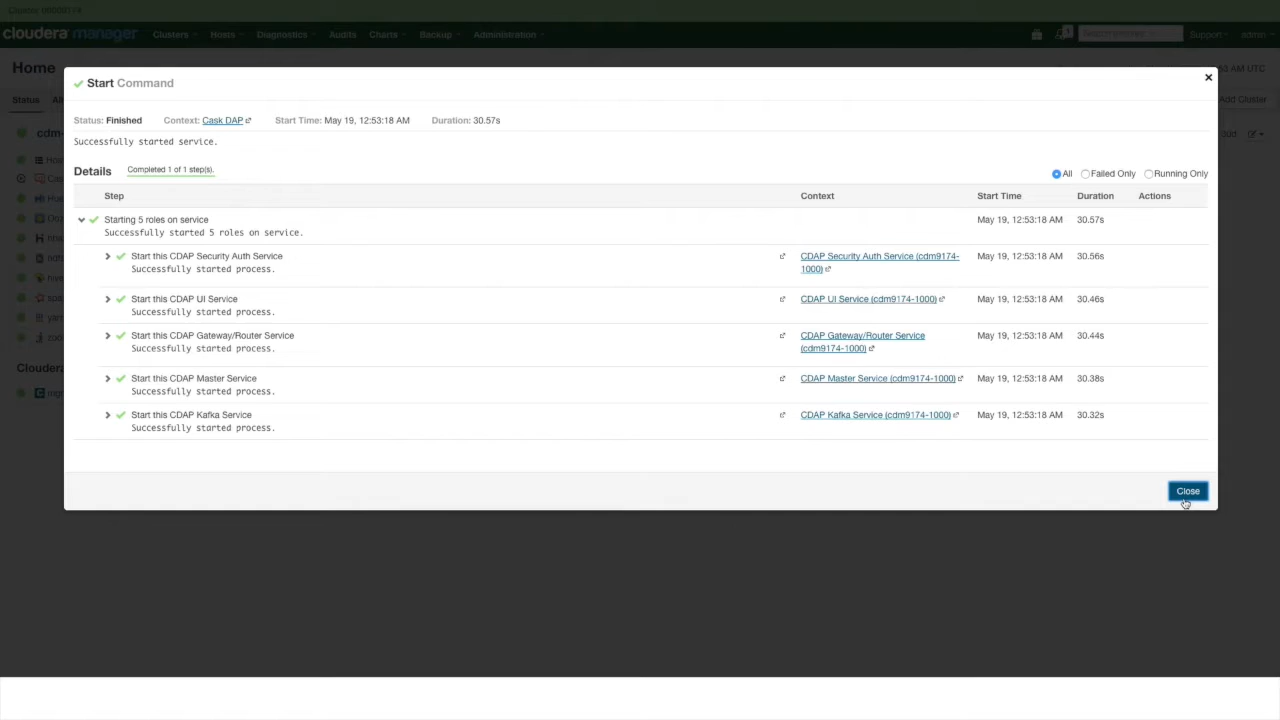 cloudera manager Clusters Hosts Diagnostics Audits Charts Backup Administration Support admin
Home
Status All
53 AM UTC
Add Cluster
cdm-
Cloudera
Start Command
Status: Finished Context: Cask DAP Start Time: May 19, 12:53:18 AM Duration: 30.57s
Successfully started service.
Details Completed 1 of 1 step(s).
All Failed Only Running Only
Step Context Start Time Duration Actions
Starting 5 roles on service May 19, 12:53:18 AM 30.57s
Successfully started 5 roles on service.
Start this CDAP Security Auth Service CDAP Security Auth Service (cdm9174- May 19, 12:53:18 AM 30.56s
Successfully started process. 1000)
Start this CDAP UI Service CDAP UI Service (cdm9174-1000) May 19, 12:53:18 AM 30.46s
Successfully started process.
Start this CDAP Gateway/Router Service CDAP Gateway/Router Service May 19, 12:53:18 AM 30.44s
Successfully started process. (cdm9174-1000)
Start this CDAP Master Service CDAP Master Service (cdm9174-1000) May 19, 12:53:18 AM 30.38s
Successfully started process.
Start this CDAP Kafka Service CDAP Kafka Service (cdm9174-1000) May 19, 12:53:18 AM 30.32s
Successfully started process.
Close